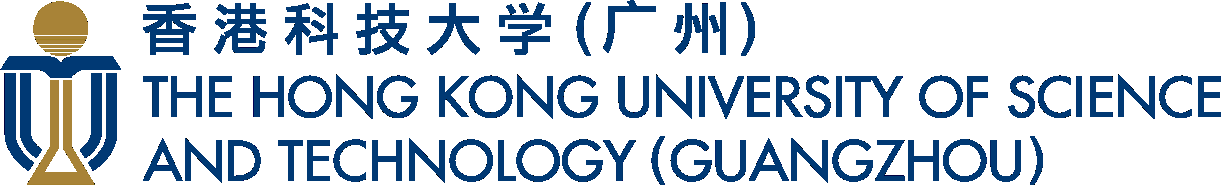 香港科技大学(广州)
THE HONG KONG UNIVERSITY OF SCIENCE
AND TECHNOLOGY (GUANGZHOU)